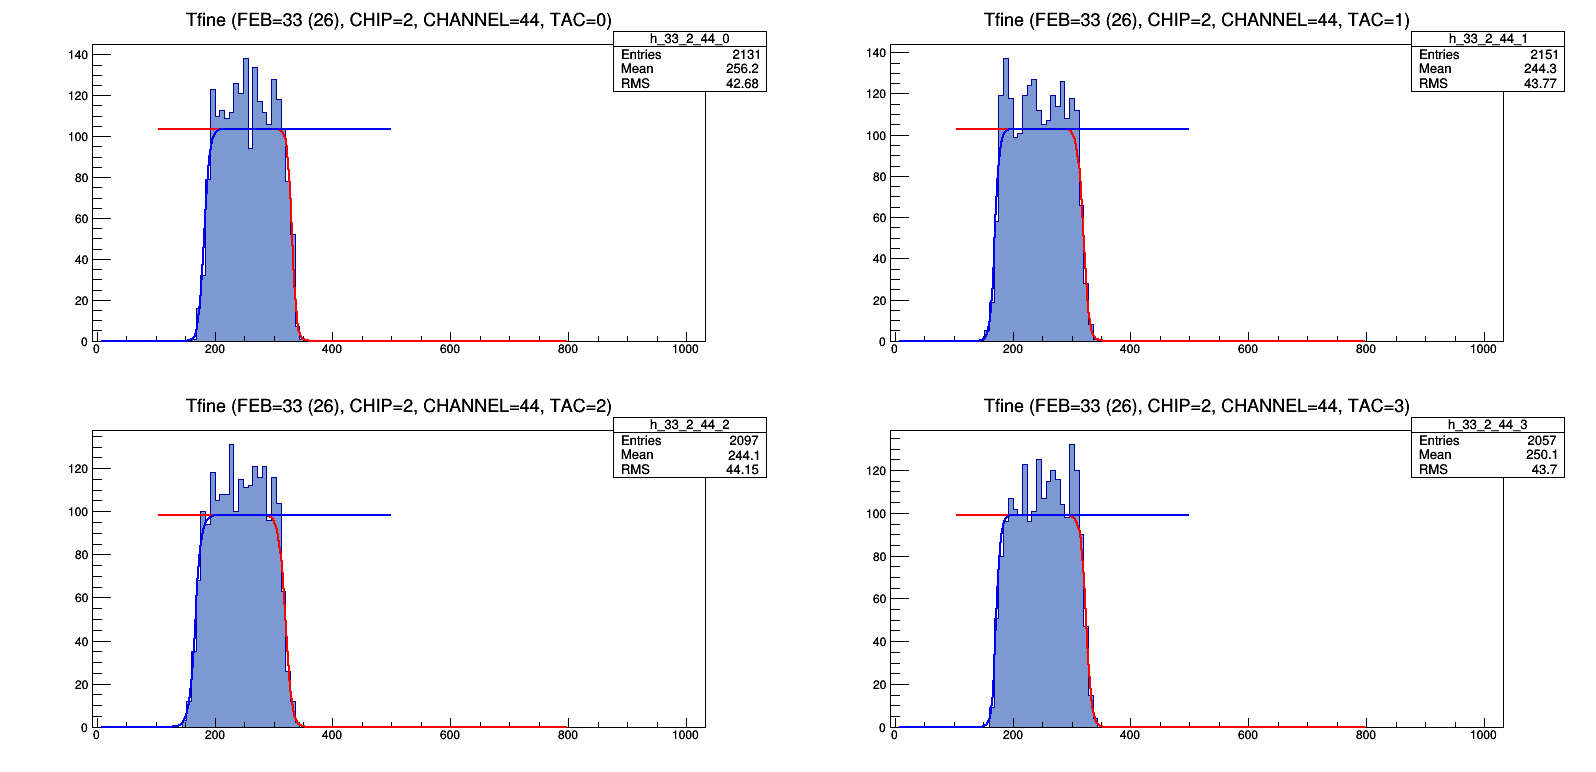 Tfine (FEB=33 (26), CHIP=2, CHANNEL=44, TAC=0)
h_33_2_44_0
Entries 2131
Mean 256.2
RMS 42.68
140
120
100
80
60
40
20
0
0 200 400 600 800 1000
Tfine (FEB=33 (26), CHIP=2, CHANNEL=44, TAC=1)
h_33_2_44_1
Entries 2151
Mean 244.3
RMS 43.77
140
120
100
80
60
40
20
0
0 200 400 600 800 1000
Tfine (FEB=33 (26), CHIP=2, CHANNEL=44, TAC=2)
h_33_2_44_2
Entries 2097
Mean 244.1
RMS 44.15
120
100
80
60
40
20
0
0 200 400 600 800 1000
Tfine (FEB=33 (26), CHIP=2, CHANNEL=44, TAC=3)
h_33_2_44_3
Entries 2057
Mean 250.1
RMS 43.7
120
100
80
60
40
20
0
0 200 400 600 800 1000